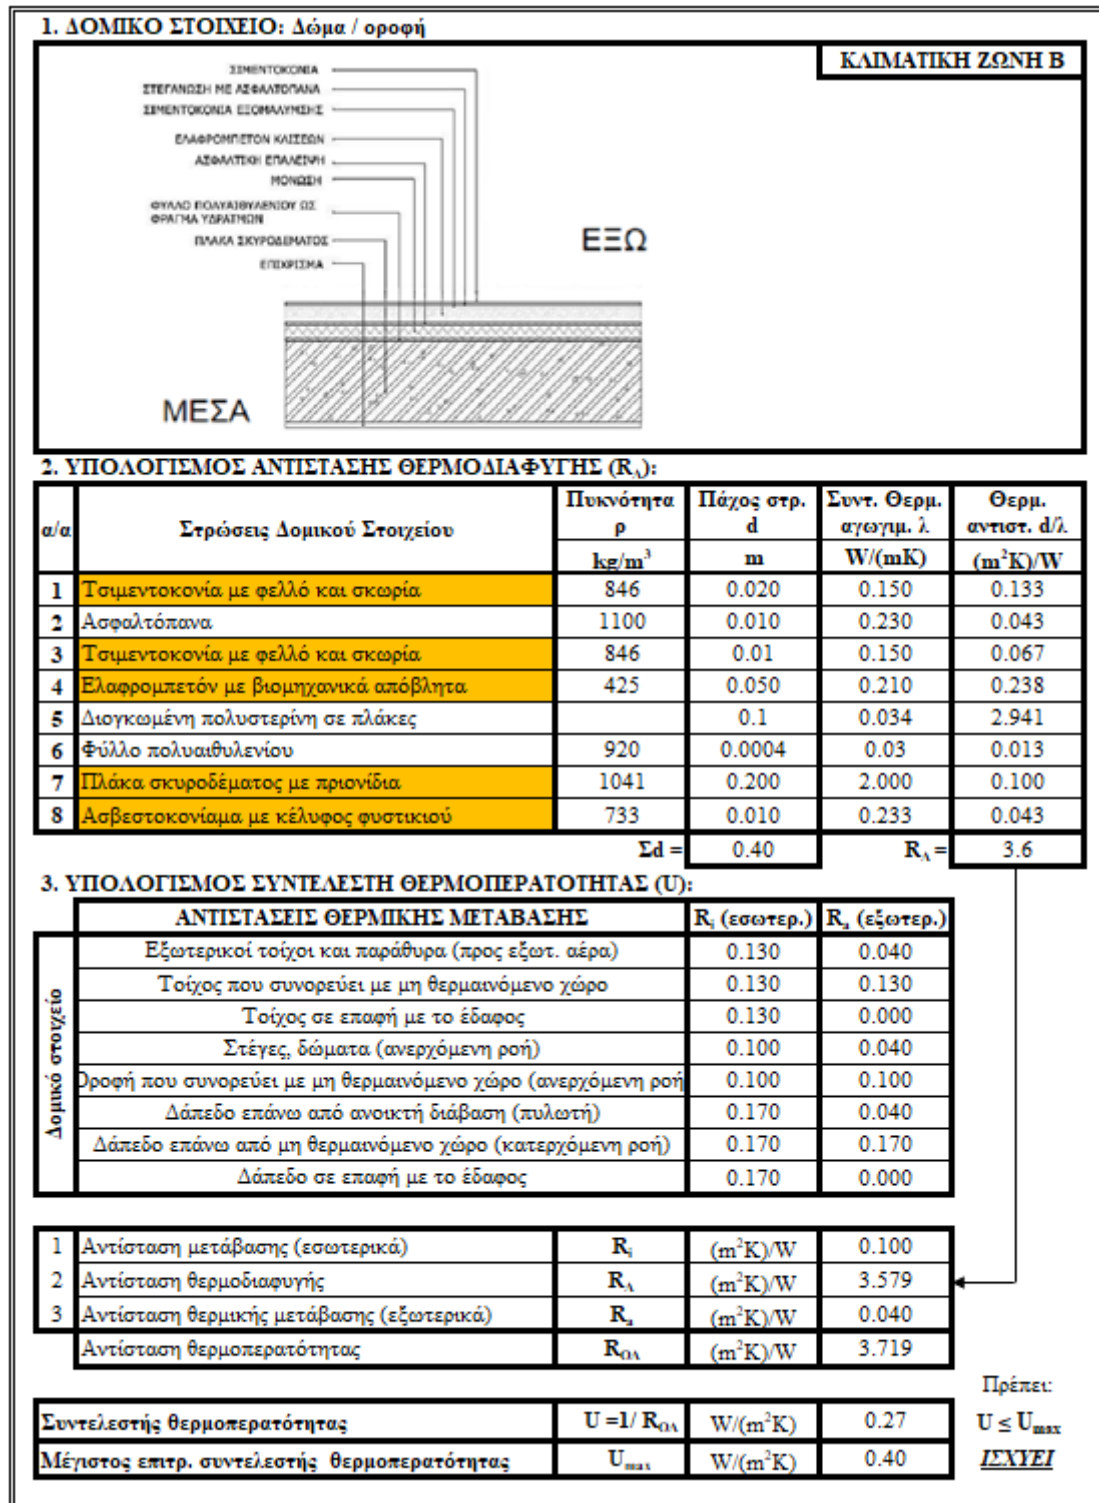 1. ΔΟΜΙΚΟ ΣΤΟΙΧΕΙΟ: Δώμα / οροφή
ΚΛΙΜΑΤΙΚΗ ΖΩΝΗ Β
ΣΙΜΕΝΤΟΚΟΝΙΑ
ΣΤΕΓΑΝΩΣΗ ΜΕ ΑΣΦΑΛΤΟΠΑΝΑ
ΣΙΜΕΝΤΟΚΟΝΙΑ ΕΞΟΜΑΛΥΝΣΗΣ
ΕΛΑΦΡΟΜΠΕΤΟΝ ΚΛΙΣΕΩΝ
ΑΣΦΑΛΤΙΚΗ ΕΠΑΛΕΙΨΗ
ΜΟΝΩΣΗ
ΦΥΛΛΟ ΠΟΛΥΑΙΘΥΛΕΝΙΟΥ ΩΣ
ΦΡΑΓΜΑ ΥΔΡΑΤΜΩΝ
ΠΛΑΚΑ ΣΚΥΡΟΔΕΜΑΤΟΣ
ΕΠΙΧΡΙΣΜΑ
ΕΞΩ
ΜΕΣΑ
2. ΥΠΟΛΟΓΙΣΜΟΣ ΑΝΤΙΣΤΑΣΗΣ ΘΕΡΜΟΔΙΑΦΥΓΗΣ (R_Λ):
α/α Στρώσεις Δομικού Στοιχείου Πυκνότητα ρ Πάχος στρ. d Συντ. Θερμ. αγωγιμ. λ Θερμ. αντιστ. d/λ
kg/m³ m W/(mK) (m²K)/W
1 Τσιμεντοκονία με φελλό και σκωρία 846 0.020 0.150 0.133
2 Ασφαλτόπανα 1100 0.010 0.230 0.043
3 Τσιμεντοκονία με φελλό και σκωρία 846 0.01 0.150 0.067
4 Ελαφρομπετόν με βιομηχανικά απόβλητα 425 0.050 0.210 0.238
5 Διογκωμένη πολυστερίνη σε πλάκες 0.1 0.034 2.941
6 Φύλλο πολυαιθυλενίου 920 0.0004 0.03 0.013
7 Πλάκα σκυροδέματος με πριονίδια 1041 0.200 2.000 0.100
8 Ασβεστοκονίαμα με κέλυφος φυστικιού 733 0.010 0.233 0.043
Σd = 0.40 R_Λ = 3.6
3. ΥΠΟΛΟΓΙΣΜΟΣ ΣΥΝΤΕΛΕΣΤΗ ΘΕΡΜΟΠΕΡΑΤΟΤΗΤΑΣ (U):
ΑΝΤΙΣΤΑΣΕΙΣ ΘΕΡΜΙΚΗΣ ΜΕΤΑΒΑΣΗΣ R_i (εσωτερ.) R_a (εξωτερ.)
Δομικό στοιχείο
Εξωτερικοί τοίχοι και παράθυρα (προς εξωτ. αέρα) 0.130 0.040
Τοίχος που συνορεύει με μη θερμαινόμενο χώρο 0.130 0.130
Τοίχος σε επαφή με το έδαφος 0.130 0.000
Στέγες, δώματα (ανερχόμενη ροή) 0.100 0.040
Οροφή που συνορεύει με μη θερμαινόμενο χώρο (ανερχόμενη ροή 0.100 0.100
Δάπεδο επάνω από ανοικτή διάβαση (πυλωτή) 0.170 0.040
Δάπεδο επάνω από μη θερμαινόμενο χώρο (κατερχόμενη ροή) 0.170 0.170
Δάπεδο σε επαφή με το έδαφος 0.170 0.000
1 Αντίσταση μετάβασης (εσωτερικά) R_i (m²K)/W 0.100
2 Αντίσταση θερμοδιαφυγής R_Λ (m²K)/W 3.579
3 Αντίσταση θερμικής μετάβασης (εξωτερικά) R_a (m²K)/W 0.040
Αντίσταση θερμοπερατότητας R_ΟΛ (m²K)/W 3.719
Πρέπει:
Συντελεστής θερμοπερατότητας U =1/ R_ΟΛ W/(m²K) 0.27 U ≤ U_max
Μέγιστος επιτρ. συντελεστής θερμοπερατότητας U_max W/(m²K) 0.40 ΙΣΧΥΕΙ